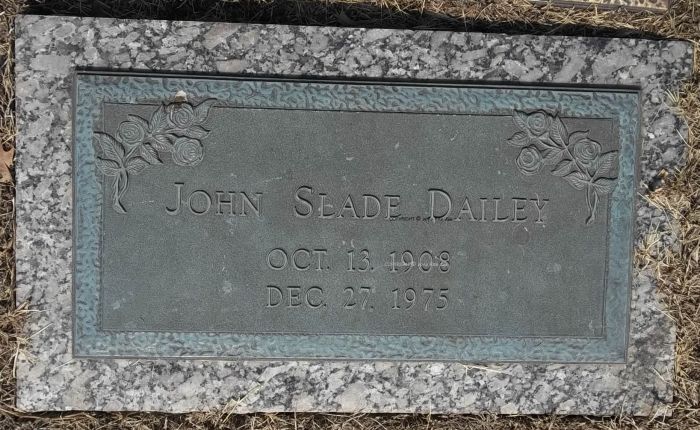 JOHN SLADE DAILEY
OCT. 13. 1908
DEC. 27. 1975